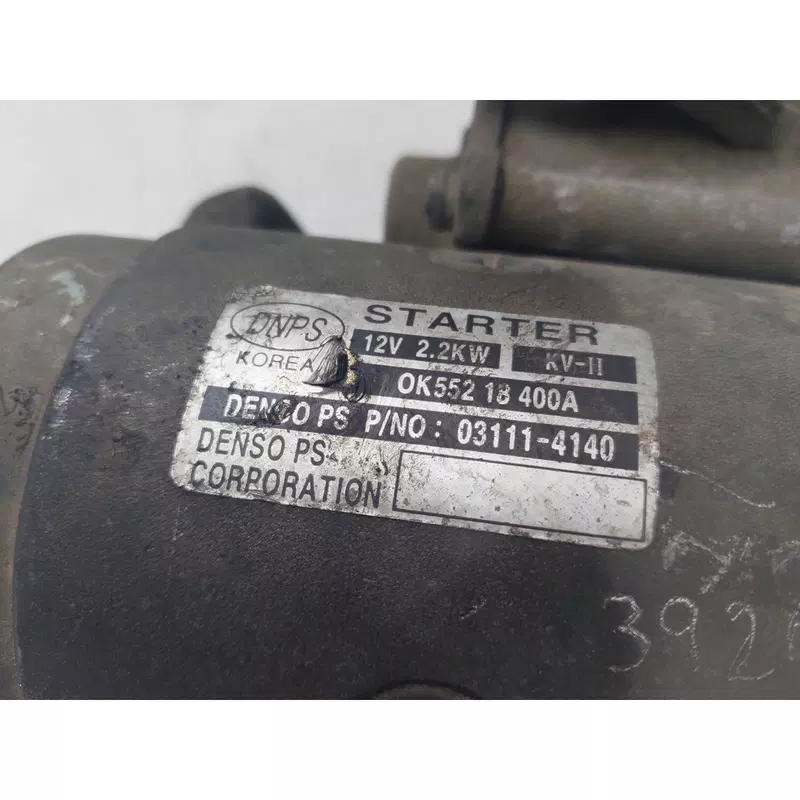 DNPS STARTER
KOREA 12V 2.2KW KV-II
OK552 18 400A
DENSO PS P/NO : 03111-4140
DENSO PS
CORPORATION